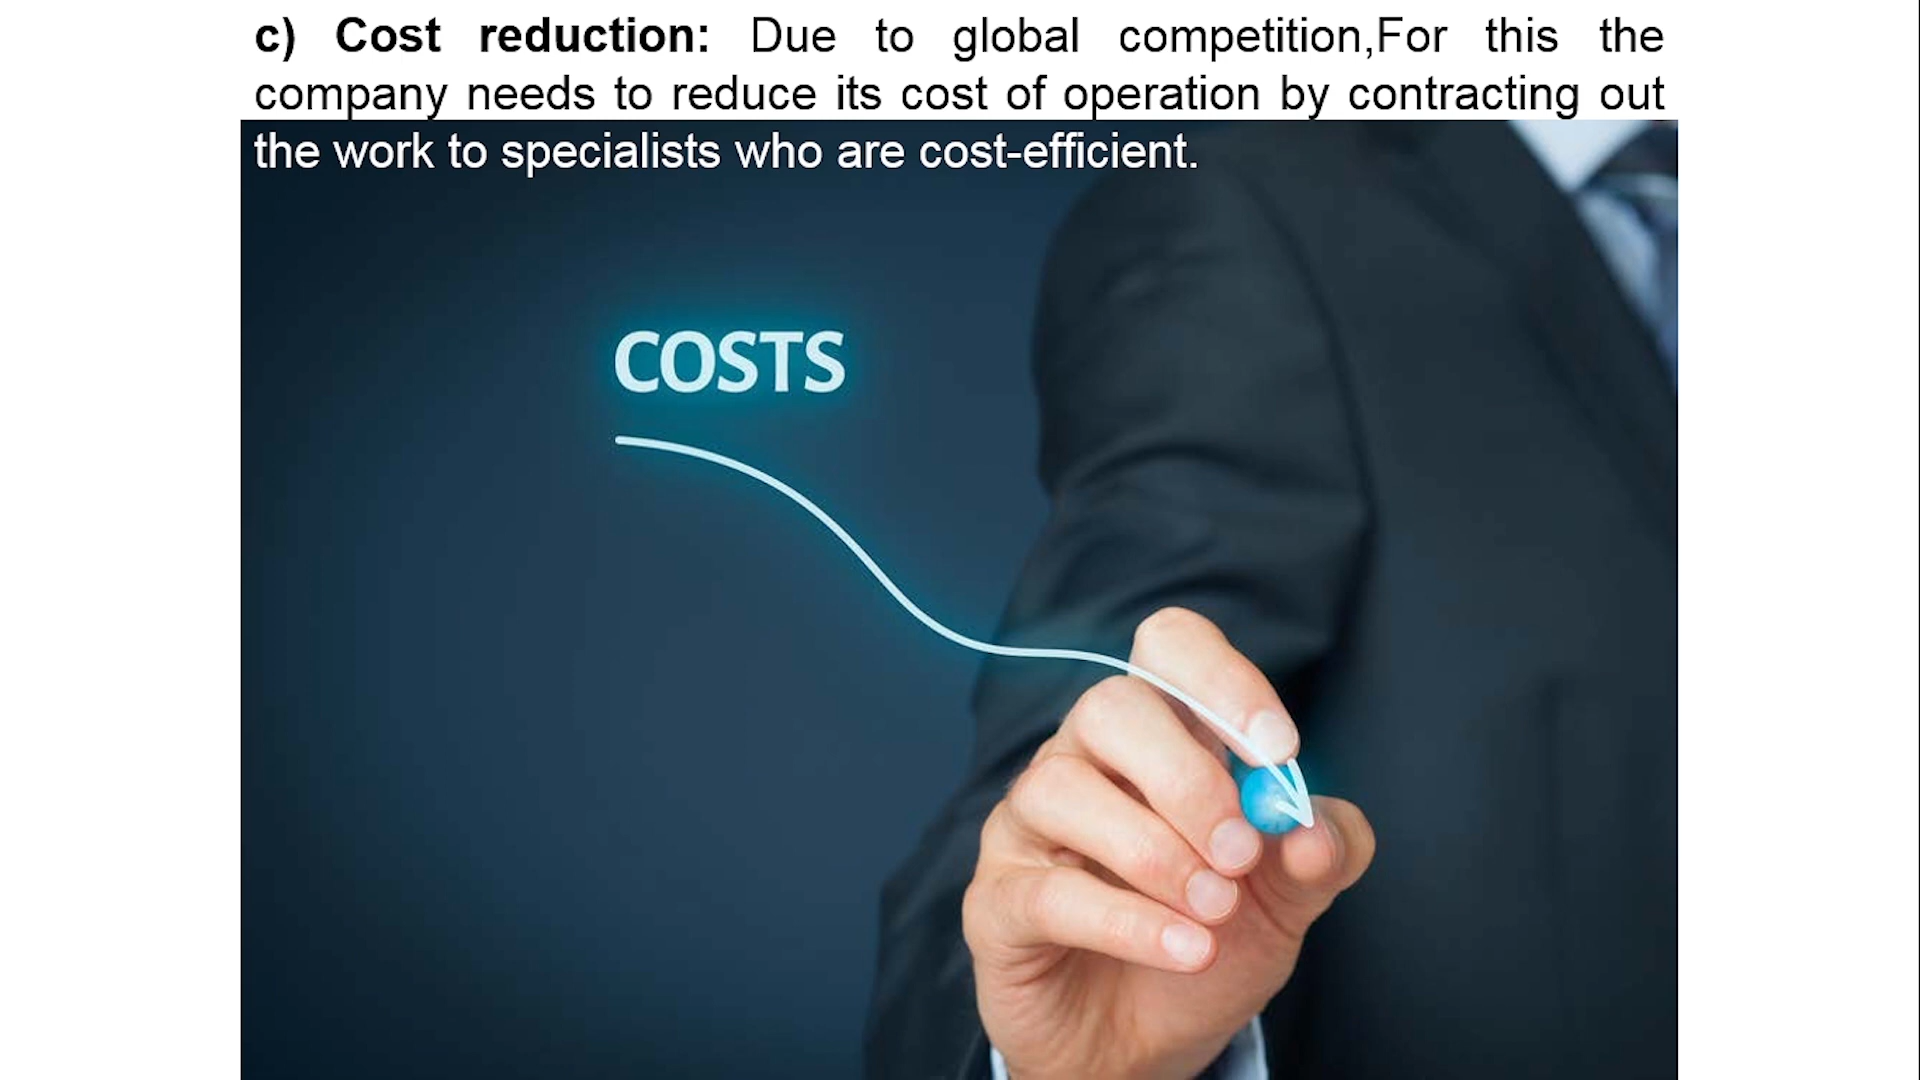 c) Cost reduction: Due to global competition,For this the
company needs to reduce its cost of operation by contracting out
the work to specialists who are cost-efficient.
COSTS